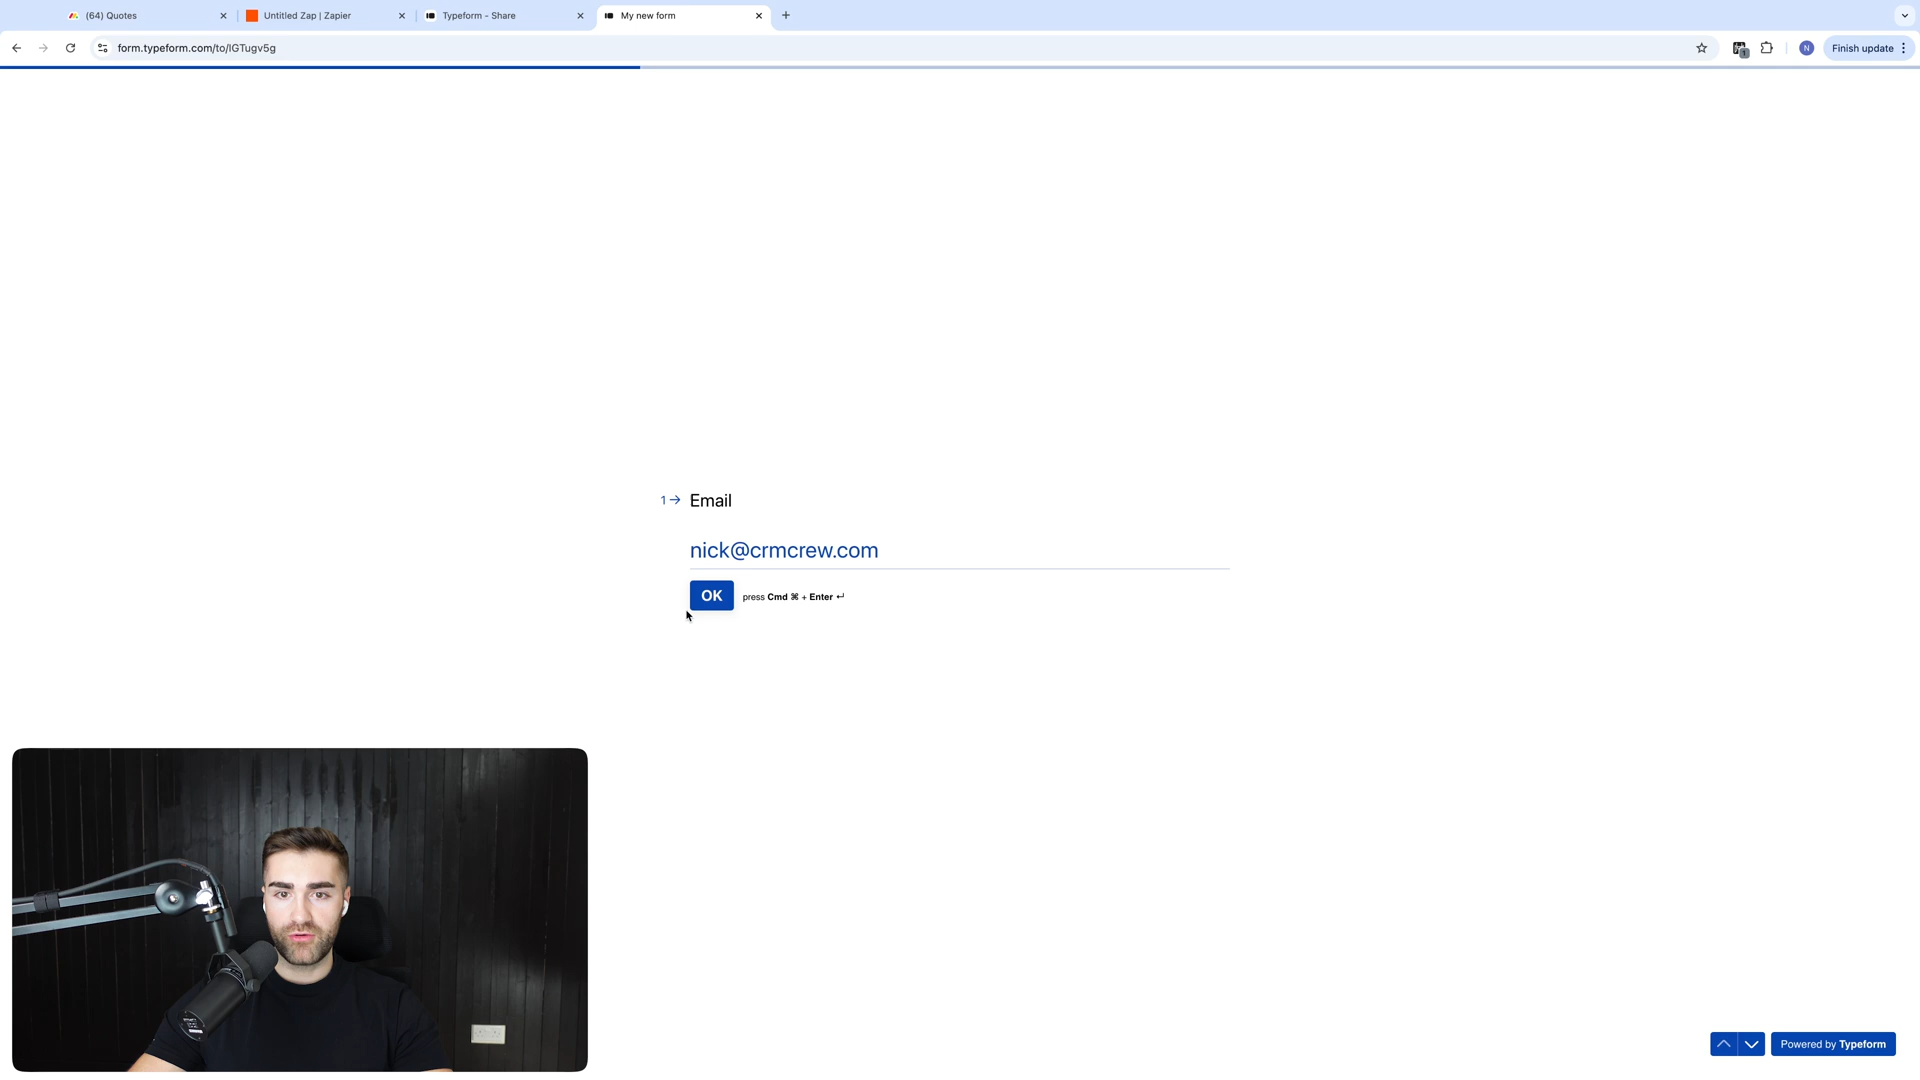 (64) Quotes
Untitled Zap | Zapier
Typeform - Share
My new form
form.typeform.com/to/lGTugv5g
N
Finish update
1
Email
nick@crmcrew.com
OK
press Cmd ⌘ + Enter ↵
Powered by Typeform